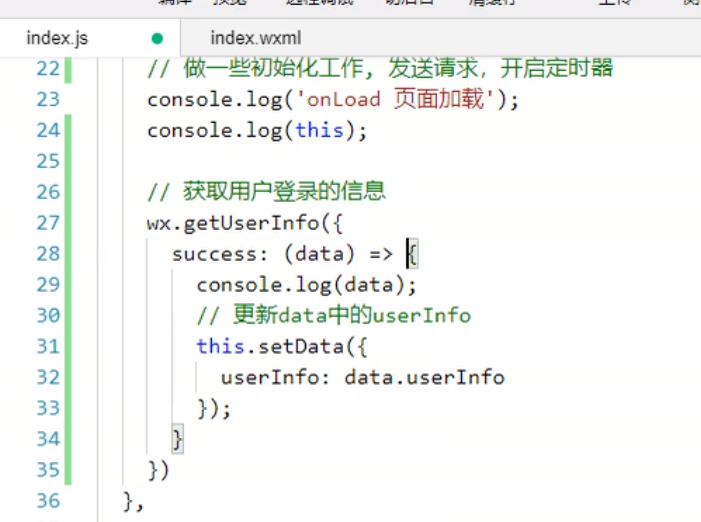 index.js
index.wxml
22 // 做一些初始化工作, 发送请求，开启定时器
23 console.log('onLoad 页面加载');
24 console.log(this);
25
26 // 获取用户登录的信息
27 wx.getUserInfo({
28 success: (data) => {
29 console.log(data);
30 // 更新data中的userInfo
31 this.setData({
32 userInfo: data.userInfo
33 });
34 }
35 })
36 },